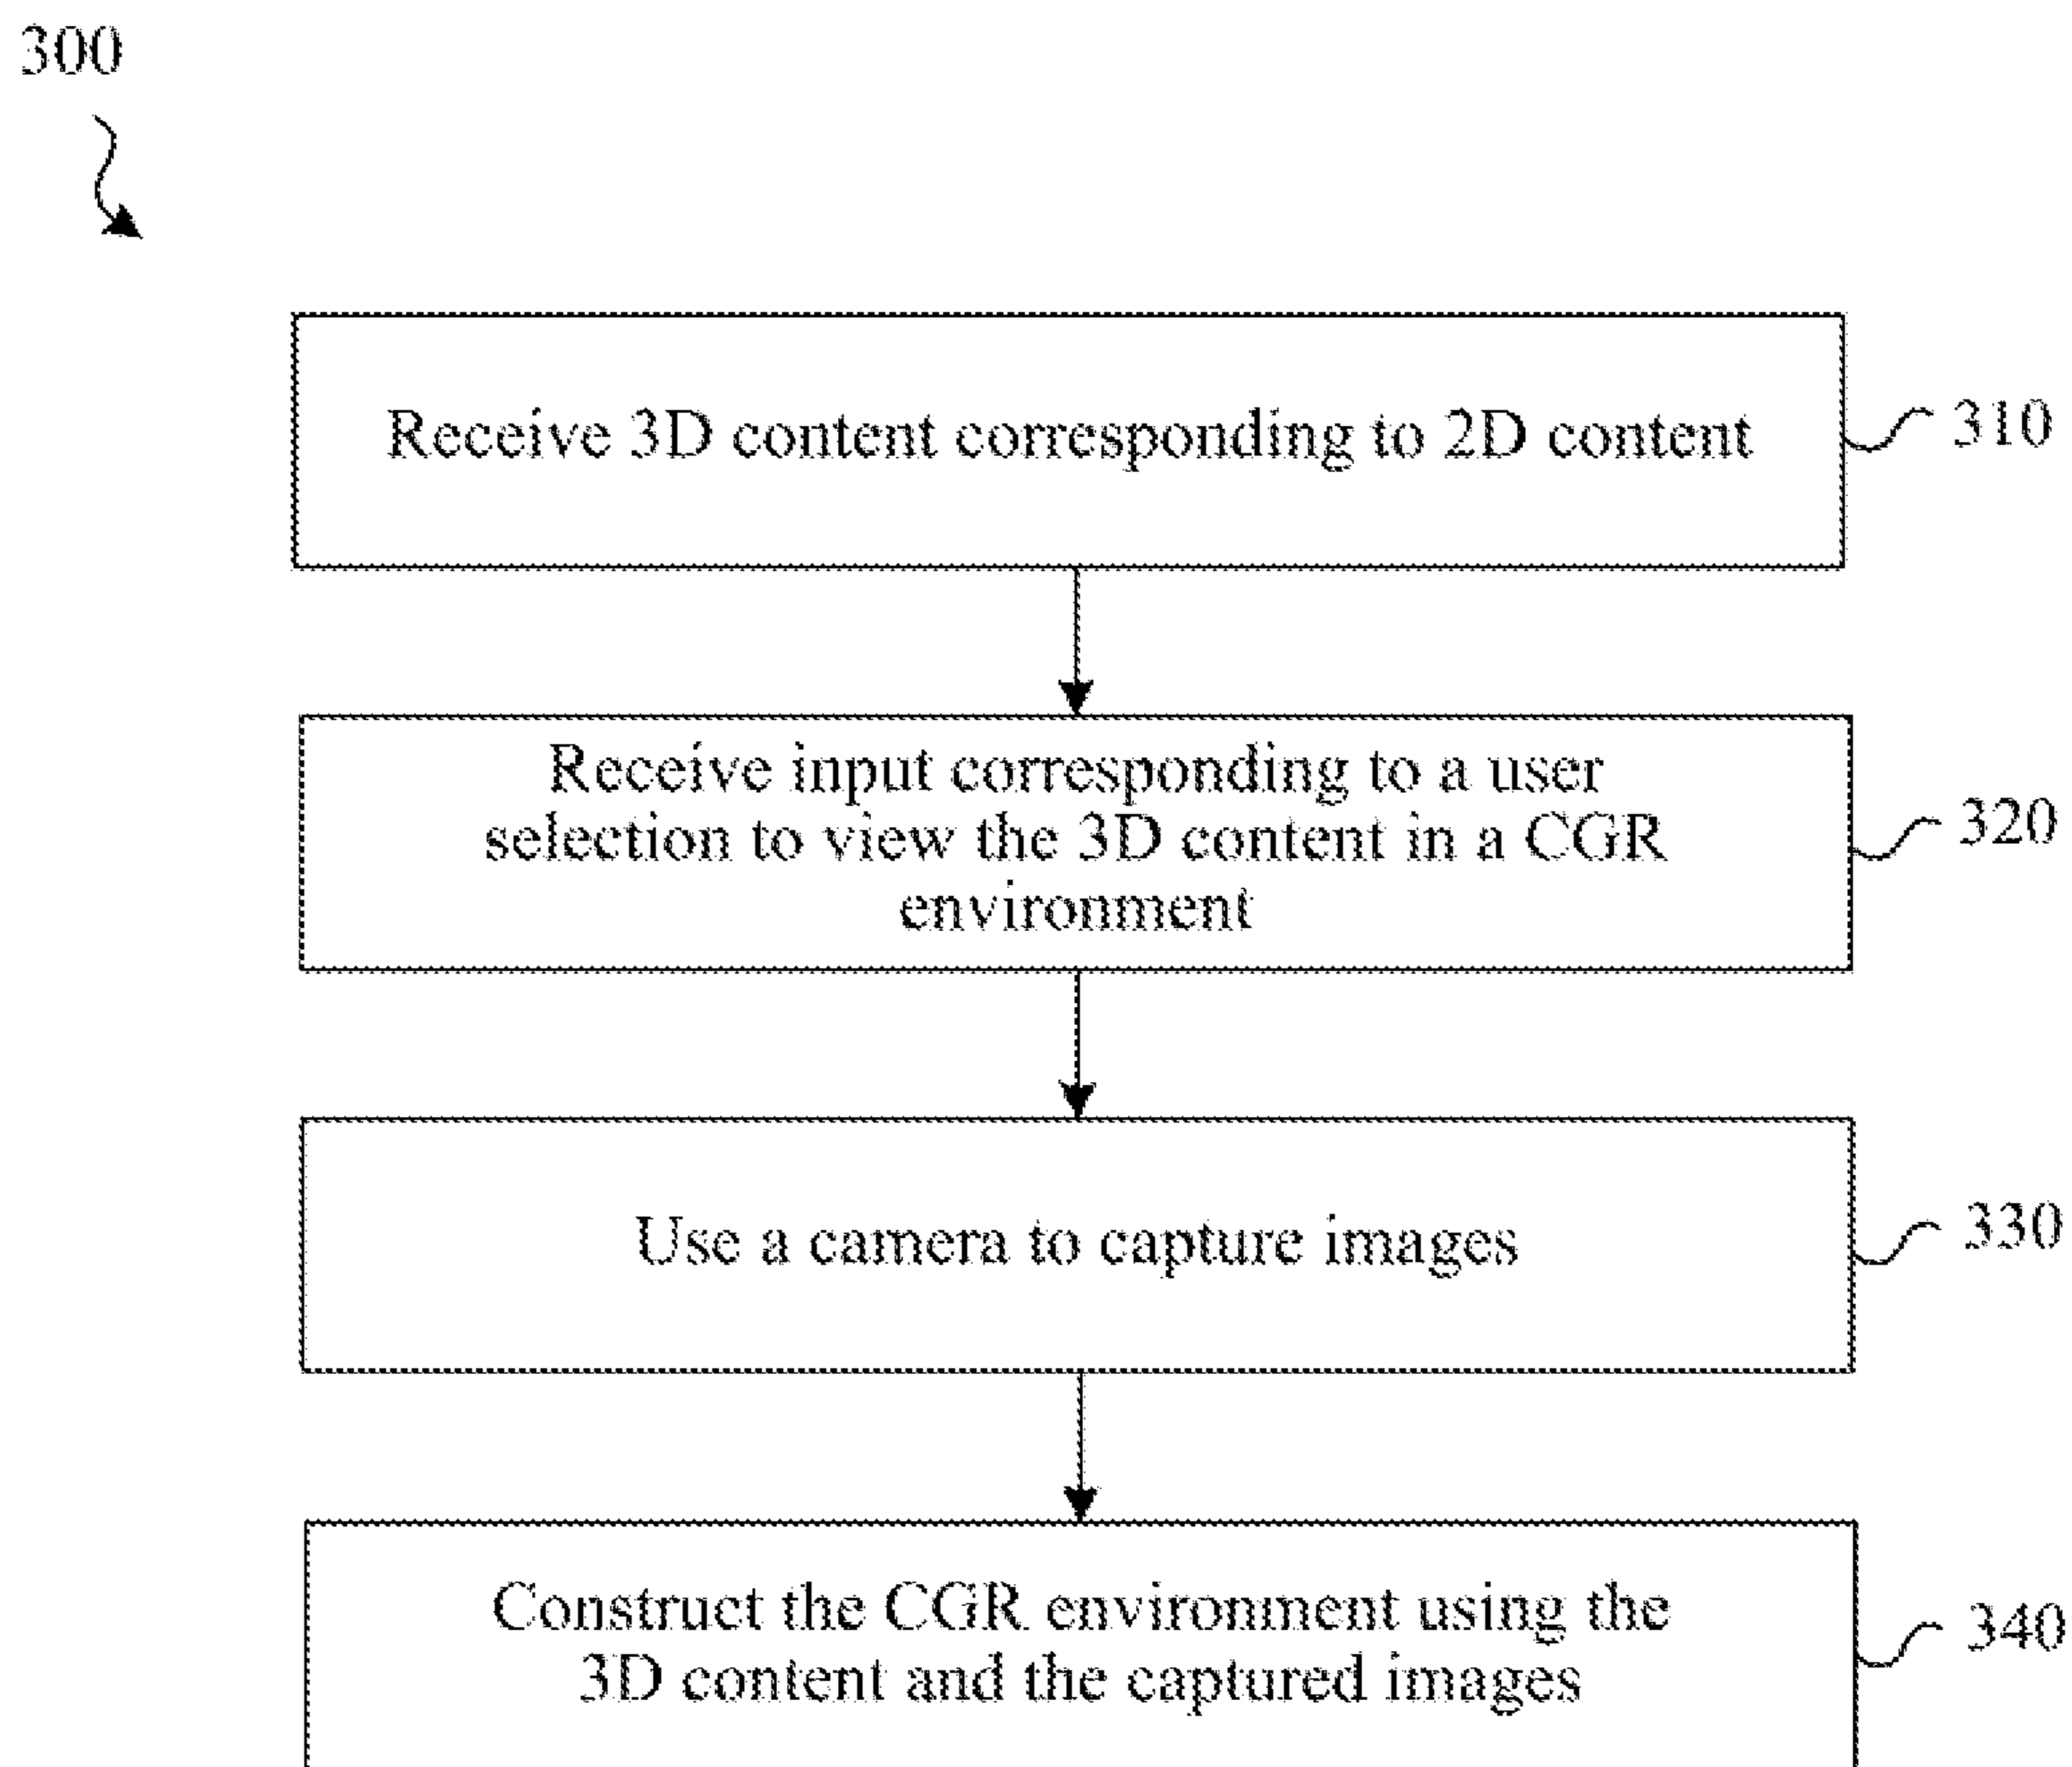 300
Receive 3D content corresponding to 2D content
310
Receive input corresponding to a user
selection to view the 3D content in a CGR
environment
320
Use a camera to capture images
330
Construct the CGR environment using the
3D content and the captured images
340